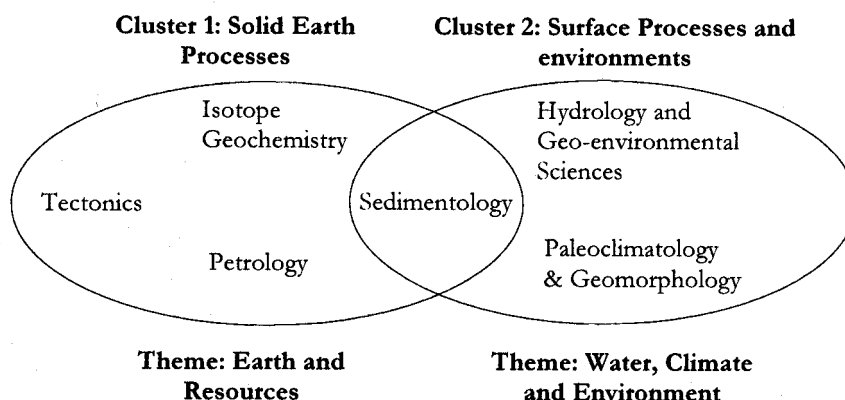 Cluster 1: Solid Earth
Processes
Cluster 2: Surface Processes and
environments
Isotope
Geochemistry
Tectonics
Petrology
Sedimentology
Hydrology and
Geo-environmental
Sciences
Paleoclimatology
& Geomorphology
Theme: Earth and
Resources
Theme: Water, Climate
and Environment